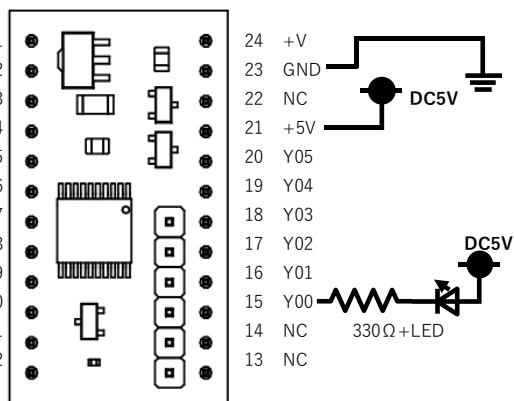 24 +V
23 GND
22 NC DC5V
21 +5V
20 Y05
19 Y04
18 Y03
17 Y02 DC5V
16 Y01
15 Y00
14 NC 330Ω+LED
13 NC